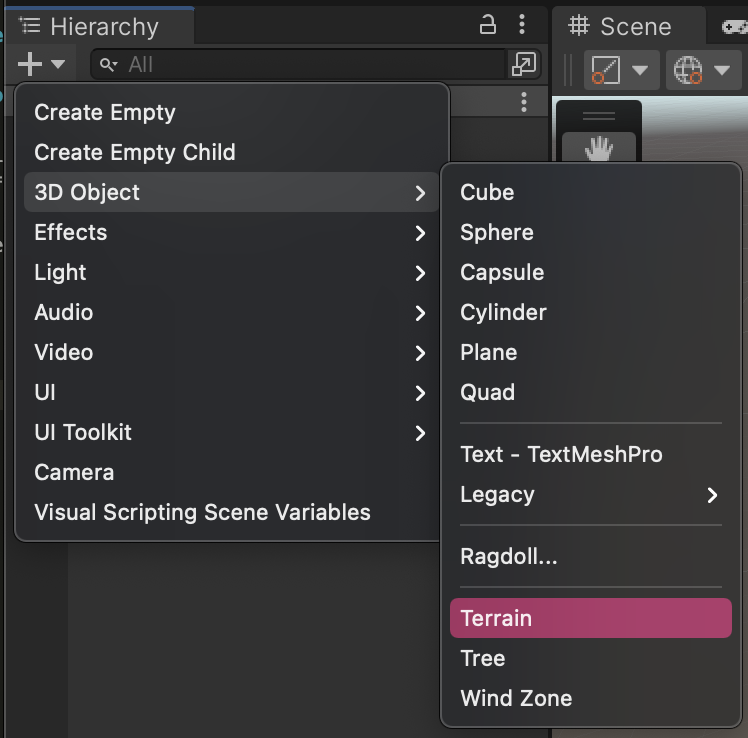 Hierarchy
All
Create Empty
Create Empty Child
3D Object
Effects
Light
Audio
Video
UI
UI Toolkit
Camera
Visual Scripting Scene Variables
Scene
Cube
Sphere
Capsule
Cylinder
Plane
Quad
Text - TextMeshPro
Legacy
Ragdoll...
Terrain
Tree
Wind Zone